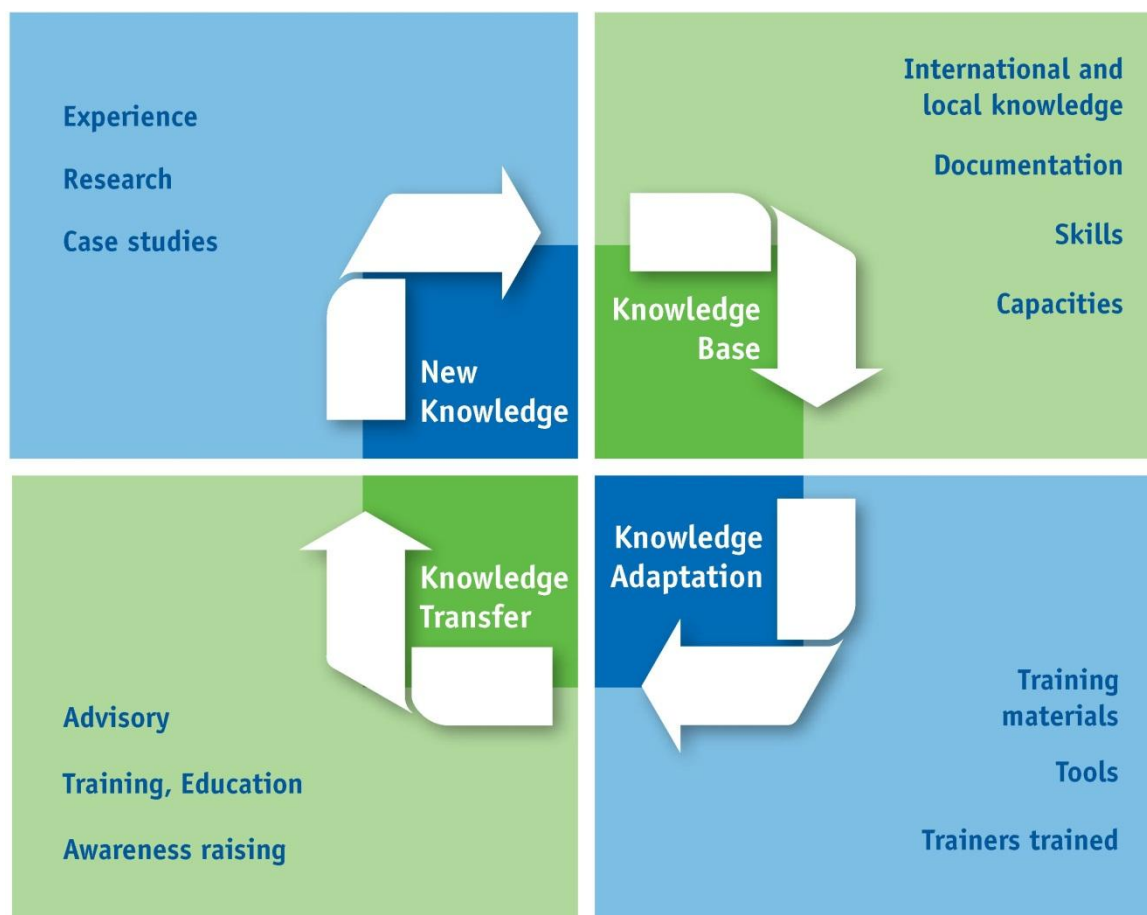 Experience
Research
Case studies
New
Knowledge
International and
local knowledge
Documentation
Skills
Capacities
Knowledge
Base
Knowledge
Adaptation
Training
materials
Tools
Trainers trained
Knowledge
Transfer
Advisory
Training, Education
Awareness raising